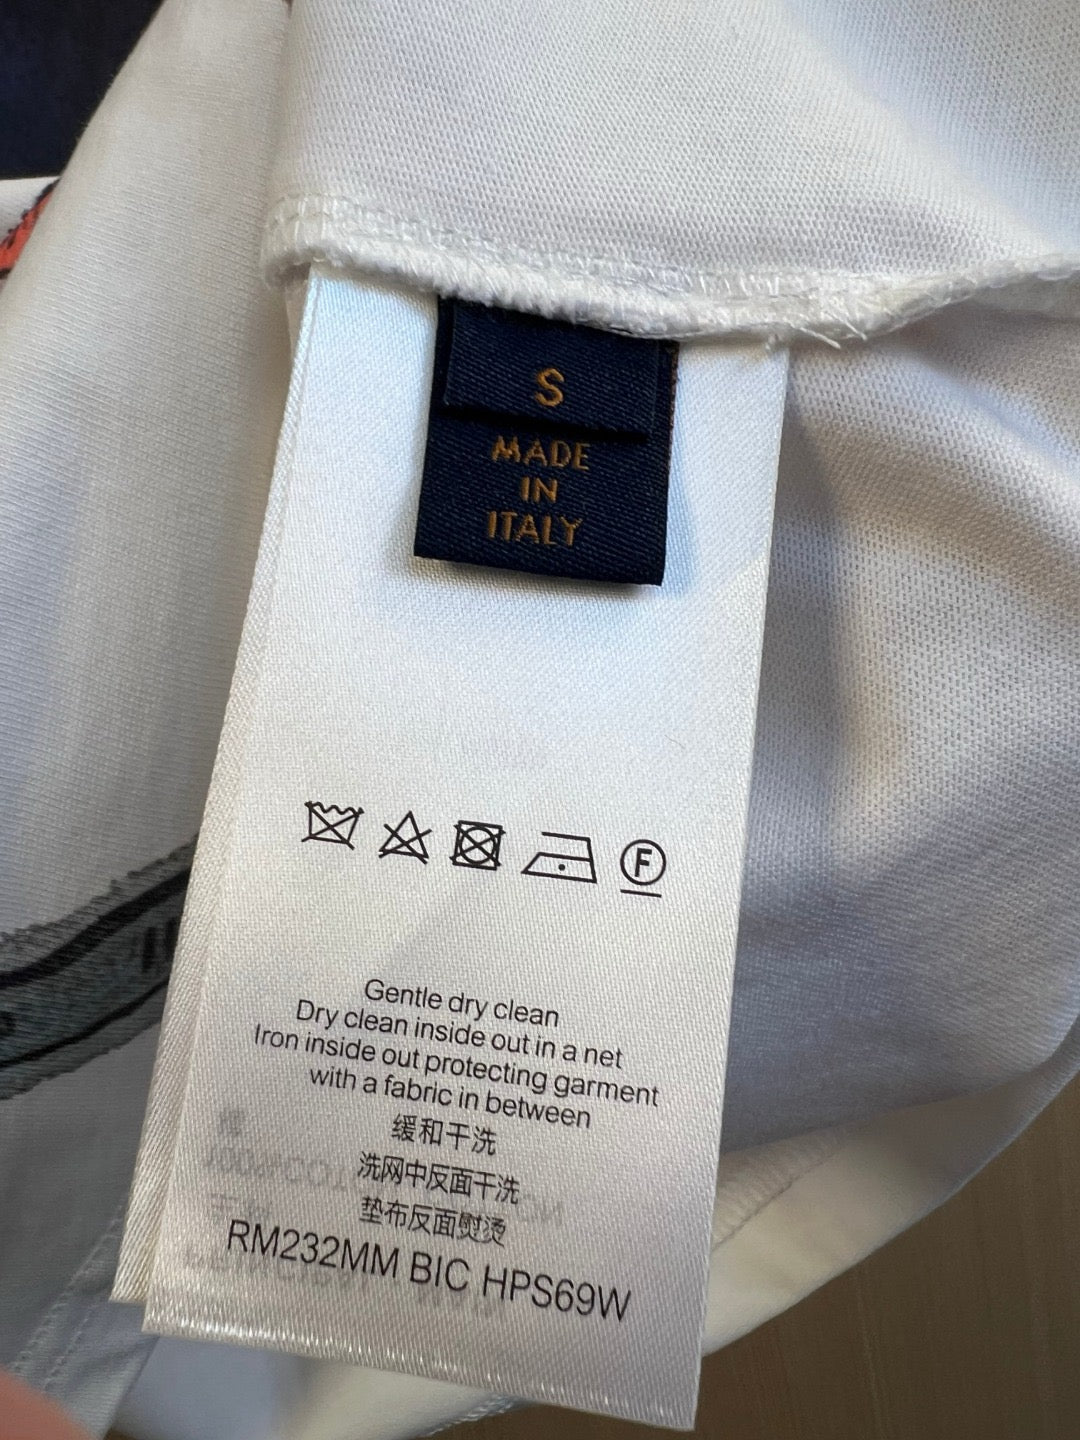 S
MADE
IN
ITALY
F
Gentle dry clean
Dry clean inside out in a net
Iron inside out protecting garment
with a fabric in between
缓和干洗
洗网中反面干洗
垫布反面熨烫
RM232MM BIC HPS69W